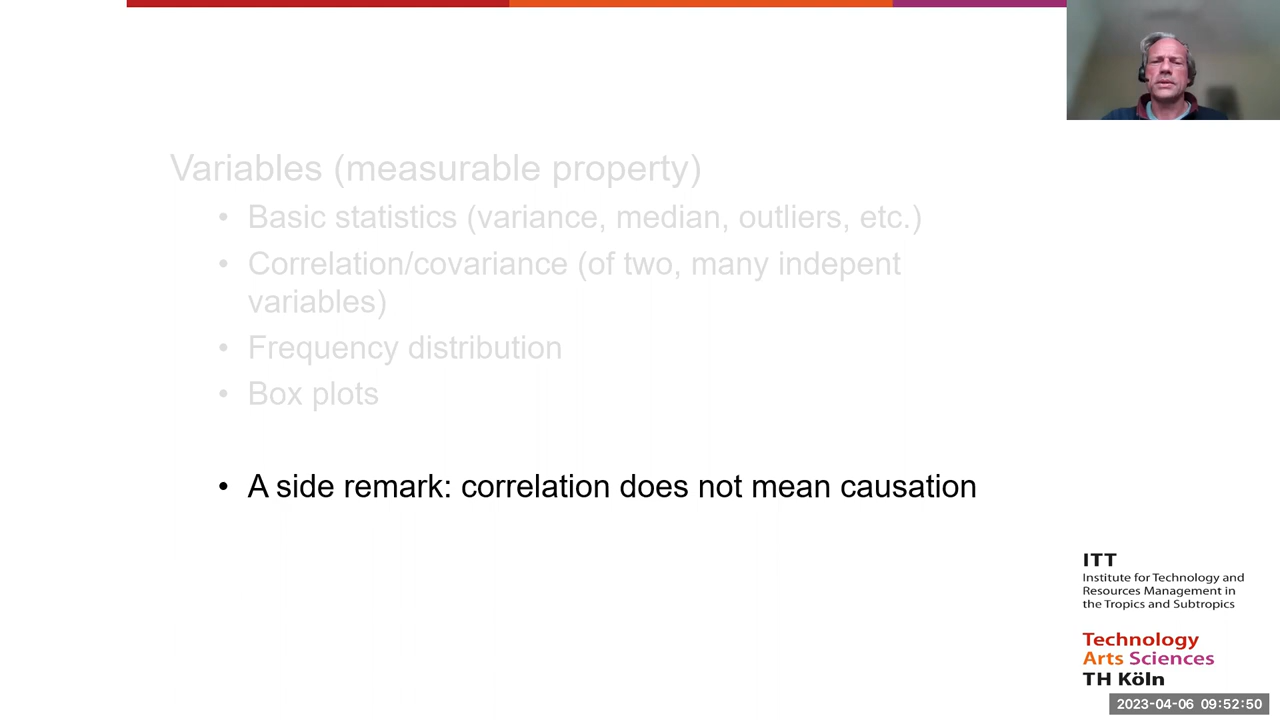 Variables (measurable property)
• Basic statistics (variance, median, outliers, etc.)
• Correlation/covariance (of two, many indepent
variables)
• Frequency distribution
• Box plots
• A side remark: correlation does not mean causation
ITT
Institute for Technology and
Resources Management in
the Tropics and Subtropics
Technology
Arts Sciences
TH Köln
2023-04-06 09:52:50